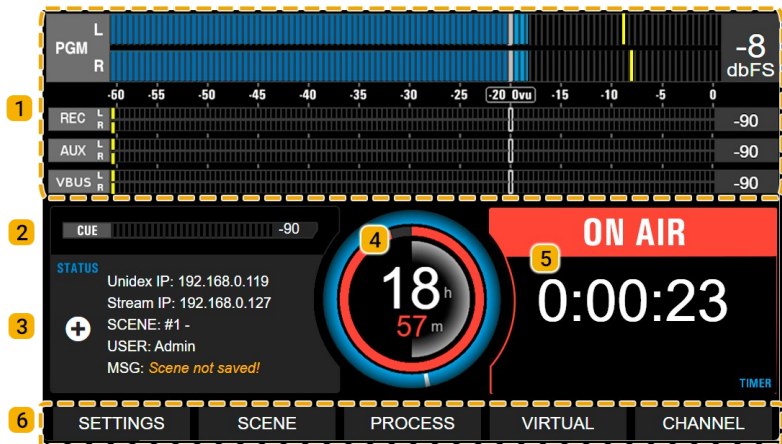 L
PGM
R
-8
dbFS
-60 -55 -50 -45 -40 -35 -30 -25 -20 0vu -15 -10 -5 0
1
REC L R -90
AUX L R -90
VBUS L R -90
2
CUE -90
4
ON AIR
5
STATUS
Unidex IP: 192.168.0.119
Stream IP: 192.168.0.127
3
SCENE: #1 -
USER: Admin
MSG: Scene not saved!
18 h
57 m
0:00:23
TIMER
6
SETTINGS SCENE PROCESS VIRTUAL CHANNEL